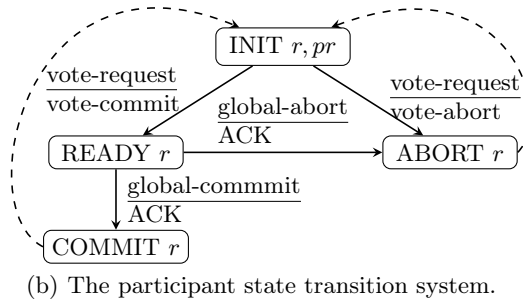 INIT r, pr
vote-request
vote-commit
vote-request
vote-abort
global-abort
ACK
READY r
ABORT r
global-commmit
ACK
COMMIT r
(b) The participant state transition system.